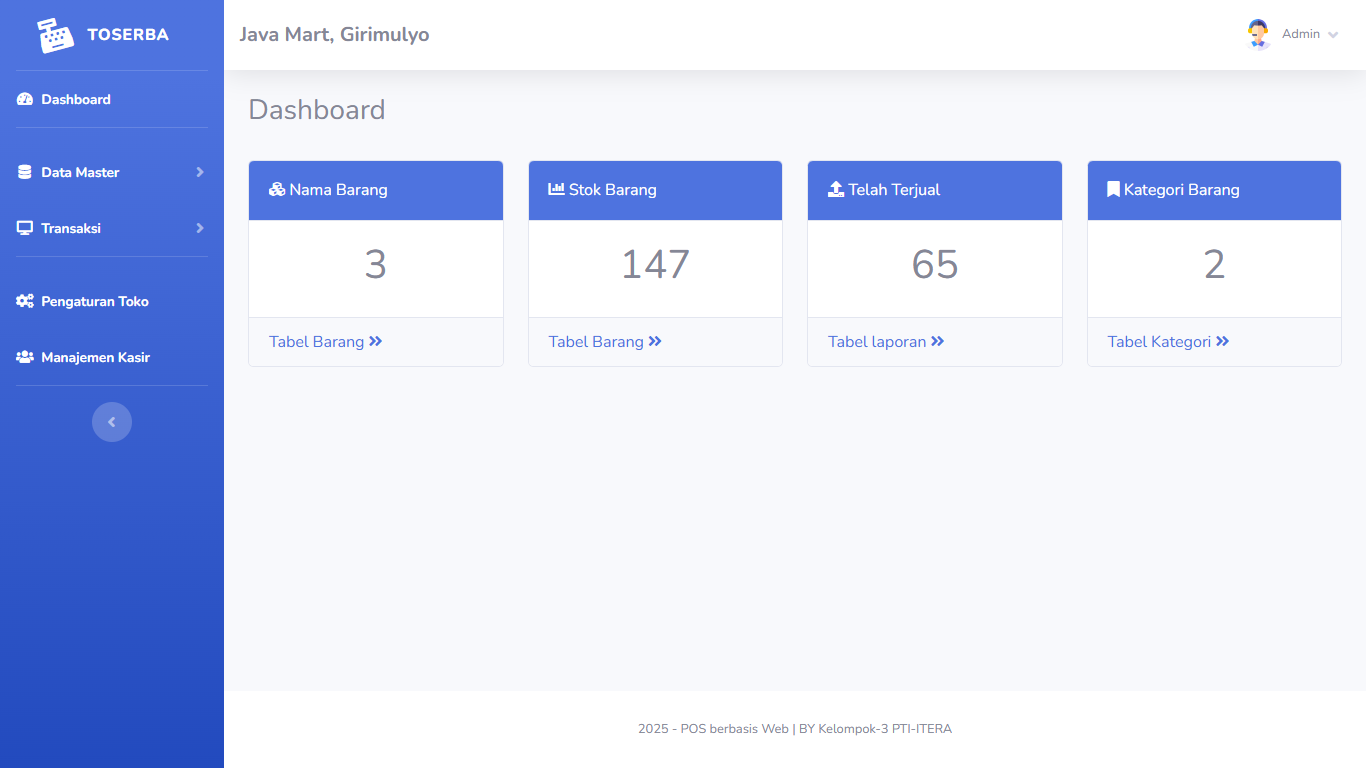 TOSERBA
Java Mart, Girimulyo
Admin
Dashboard
Data Master
Transaksi
Pengaturan Toko
Manajemen Kasir
Dashboard
Nama Barang
3
Tabel Barang
Stok Barang
147
Tabel Barang
Telah Terjual
65
Tabel laporan
Kategori Barang
2
Tabel Kategori
2025 - POS berbasis Web | BY Kelompok-3 PTI-ITERA